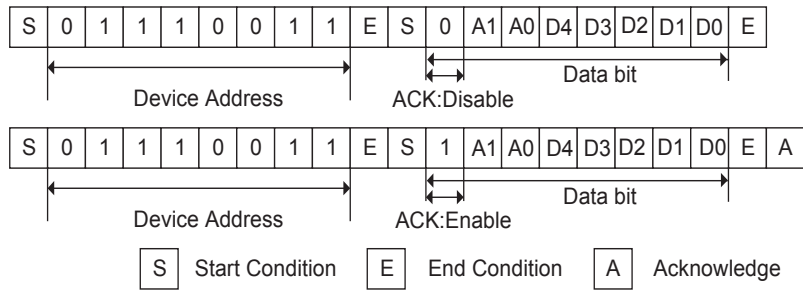 S 0 1 1 1 0 0 1 1 E S 0 A1 A0 D4 D3 D2 D1 D0 E
Device Address
Data bit
ACK:Disable
S 0 1 1 1 0 0 1 1 E S 1 A1 A0 D4 D3 D2 D1 D0 E A
Device Address
Data bit
ACK:Enable
S Start Condition E End Condition A Acknowledge